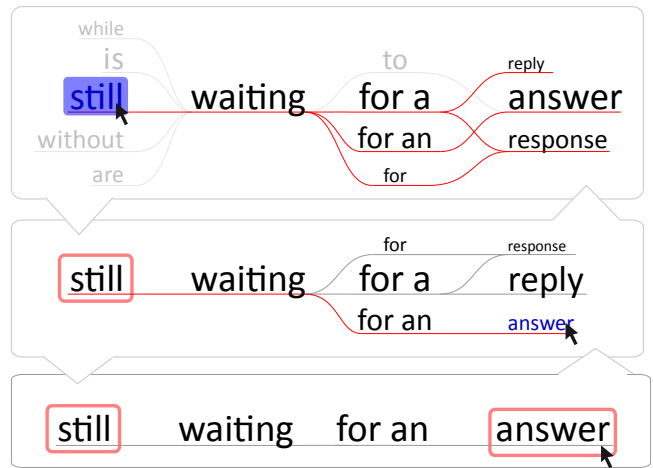 while
is to reply
still waiting for a answer
without for an response
are for
for response
still waiting for a reply
for an answer
still waiting for an answer